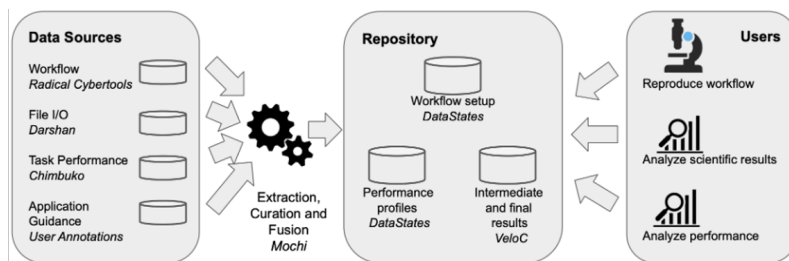 Data Sources
Workflow
Radical Cybertools
File I/O
Darshan
Task Performance
Chimbuko
Application
Guidance
User Annotations
Extraction,
Curation and
Fusion
Mochi
Repository
Workflow setup
DataStates
Performance
profiles
DataStates
Intermediate
and final
results
VeloC
Users
Reproduce workflow
Analyze scientific results
Analyze performance